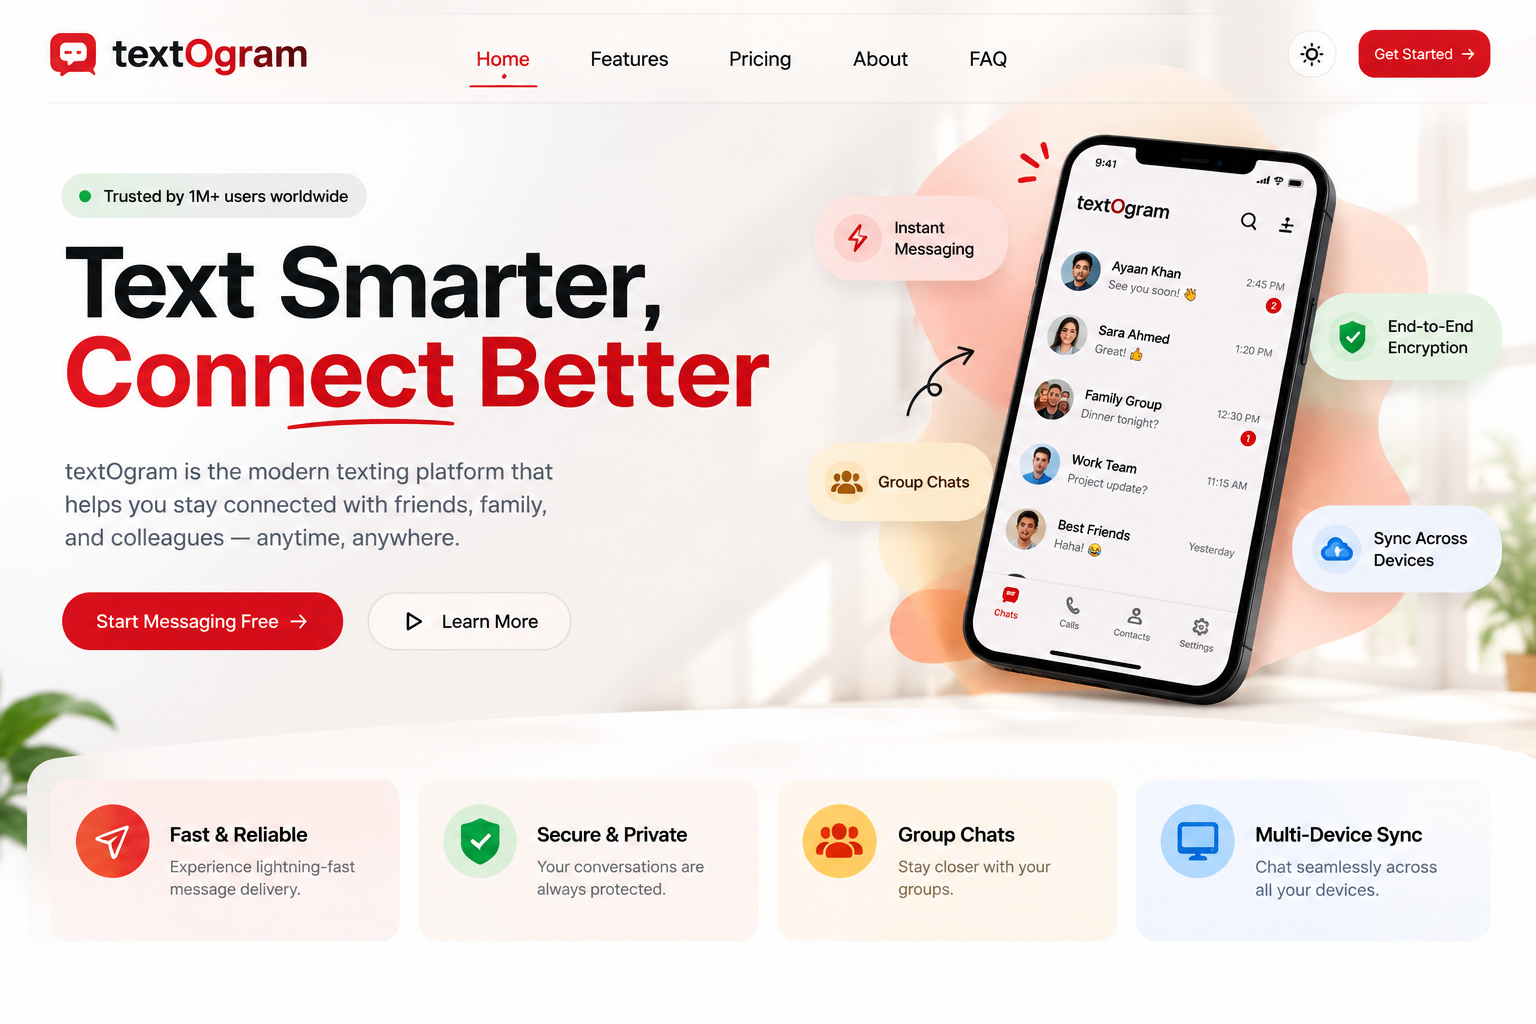 textOgram
Home
Features
Pricing
About
FAQ
Get Started →
Trusted by 1M+ users worldwide
Text Smarter,
Connect Better
textOgram is the modern texting platform that
helps you stay connected with friends, family,
and colleagues — anytime, anywhere.
Start Messaging Free →
Learn More
Instant
Messaging
Group Chats
End-to-End
Encryption
Sync Across
Devices
9:41
textOgram
Ayaan Khan
See you soon! 👋
2:45 PM
2
Sara Ahmed
Great! 👍
1:20 PM
Family Group
Dinner tonight?
12:30 PM
1
Work Team
Project update?
11:15 AM
Best Friends
Haha! 😂
Yesterday
Chats
Calls
Contacts
Settings
Fast & Reliable
Experience lightning-fast
message delivery.
Secure & Private
Your conversations are
always protected.
Group Chats
Stay closer with your
groups.
Multi-Device Sync
Chat seamlessly across
all your devices.